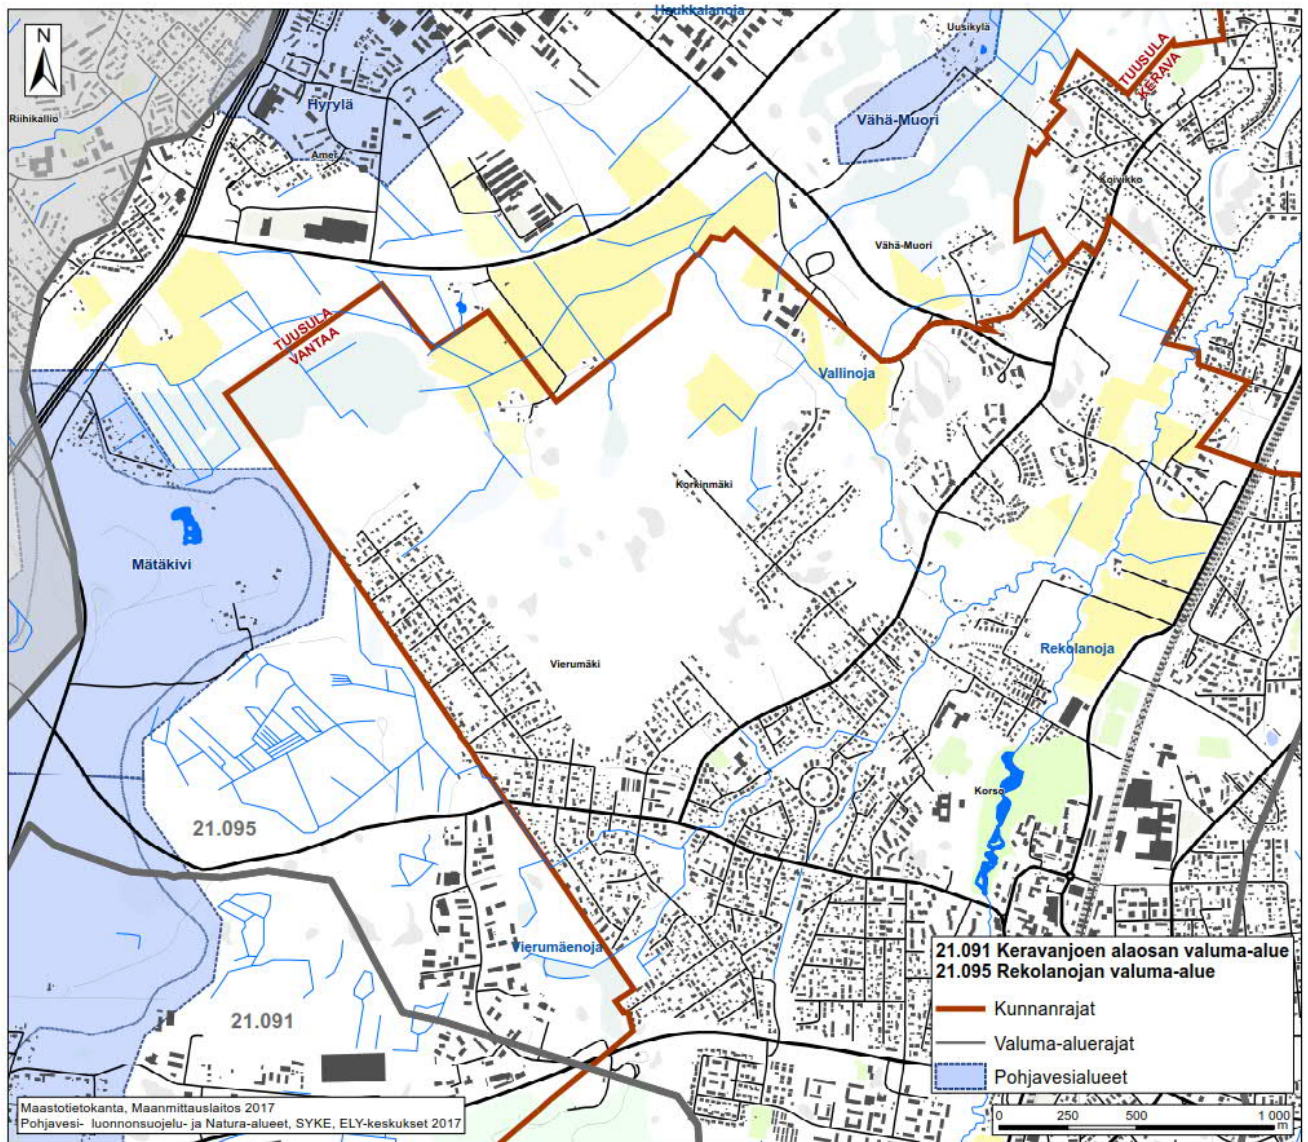 Haukkalanoja
N
Uusikylä
TUUSULA
KERAVA
Hyrylä
Riihikallio
Vähä-Muori
Amer
Koivikko
Vähä-Muori
TUUSULA
VANTAA
Vallinoja
Korkinmäki
Mätäkivi
Rekolanoja
Vierumäki
Korso
21.095
Vierumäenoja
21.091
21.091 Keravanjoen alaosan valuma-alue
21.095 Rekolanojan valuma-alue
Kunnanrajat
Valuma-aluerajat
Pohjavesialueet
Maastotietokanta, Maanmittauslaitos 2017
Pohjavesi- luonnonsuojelu- ja Natura-alueet, SYKE, ELY-keskukset 2017
0 250 500 1 000
m